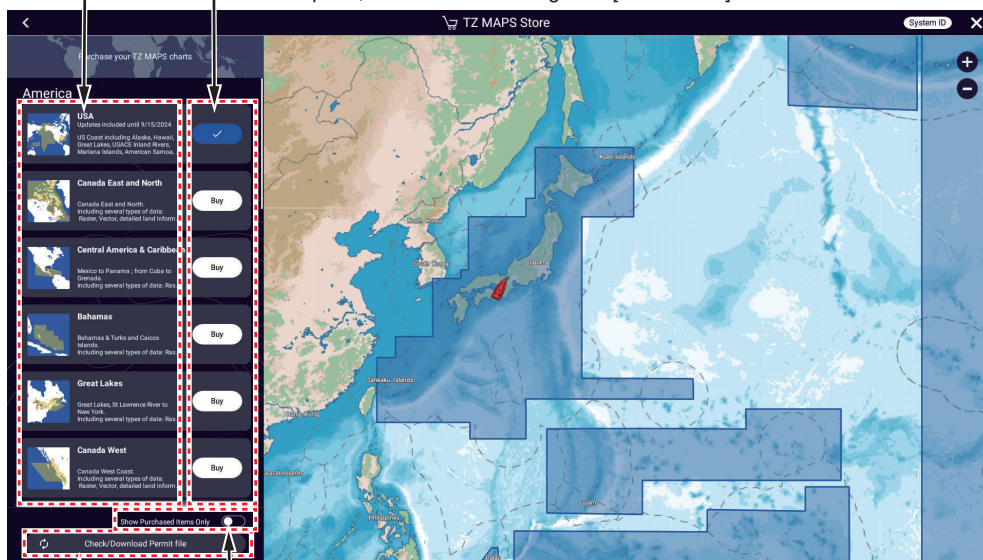 TZ MAPS Store
System ID
Purchase your TZ MAPS charts
America
USA
Updates included until 9/15/2024
US Coast including Alaska, Hawaii,
Great Lakes, USACE Inland Rivers,
Mariana Islands, American Samoa,
Canada East and North
Canada East and North.
Including several types of data:
Raster, Vector, detailed land inform
Buy
Central America & Caribbean
Mexico to Panama ; from Cuba to
Grenada.
Including several types of data: Ras
Buy
Bahamas
Bahamas & Turks and Caicos
Islands.
Including several types of data: Ras
Buy
Great Lakes
Great Lakes, St Lawrence River to
New York.
Including several types of data: Ras
Buy
Canada West
Canada West Coast.
Including several types of data:
Raster, Vector, detailed land inform
Buy
Show Purchased Items Only
Check/Download Permit file
Kuril Islands
North Korea
South Korea
Japan
Senkaku Islands
Hong Kong
Paracel Islands
Philippines
Guam